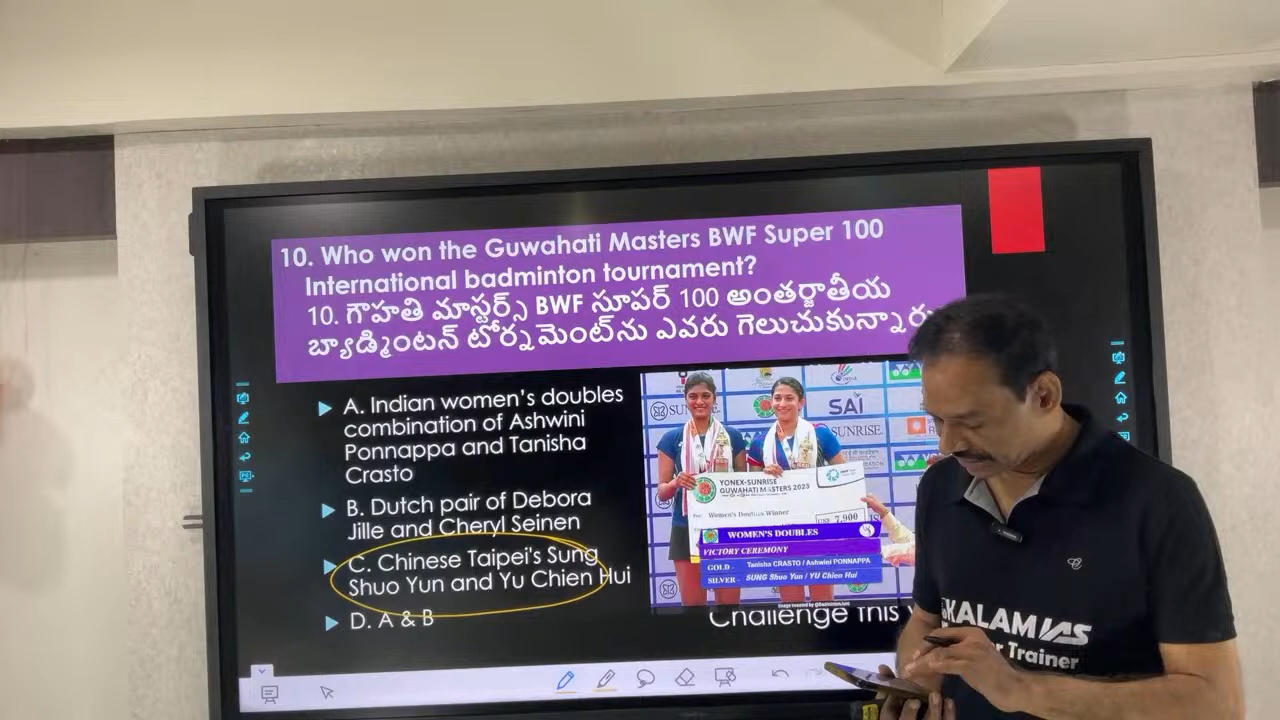 10. Who won the Guwahati Masters BWF Super 100
International badminton tournament?
10. గౌహతి మాస్టర్స్ BWF సూపర్ 100 అంతర్జాతీయ
బ్యాడ్మింటన్ టోర్నమెంట్‌ను ఎవరు గెలుచుకున్నారు
A. Indian women's doubles
combination of Ashwini
Ponnappa and Tanisha
Crasto
B. Dutch pair of Debora
Jille and Cheryl Seinen
C. Chinese Taipei's Sung
Shuo Yun and Yu Chien Hui
D. A & B
SAI
SUNRISE
YONEX-SUNRISE
GUWAHATI MASTERS 2023
Women's Doubles Winner
7,900
WOMEN'S DOUBLES
VICTORY CEREMONY
GOLD - Tanisha CRASTO / Ashwini PONNAPPA
SILVER - SUNG Shuo Yun / YU Chien Hui
Challenge this
KALAM IAS
Trainer